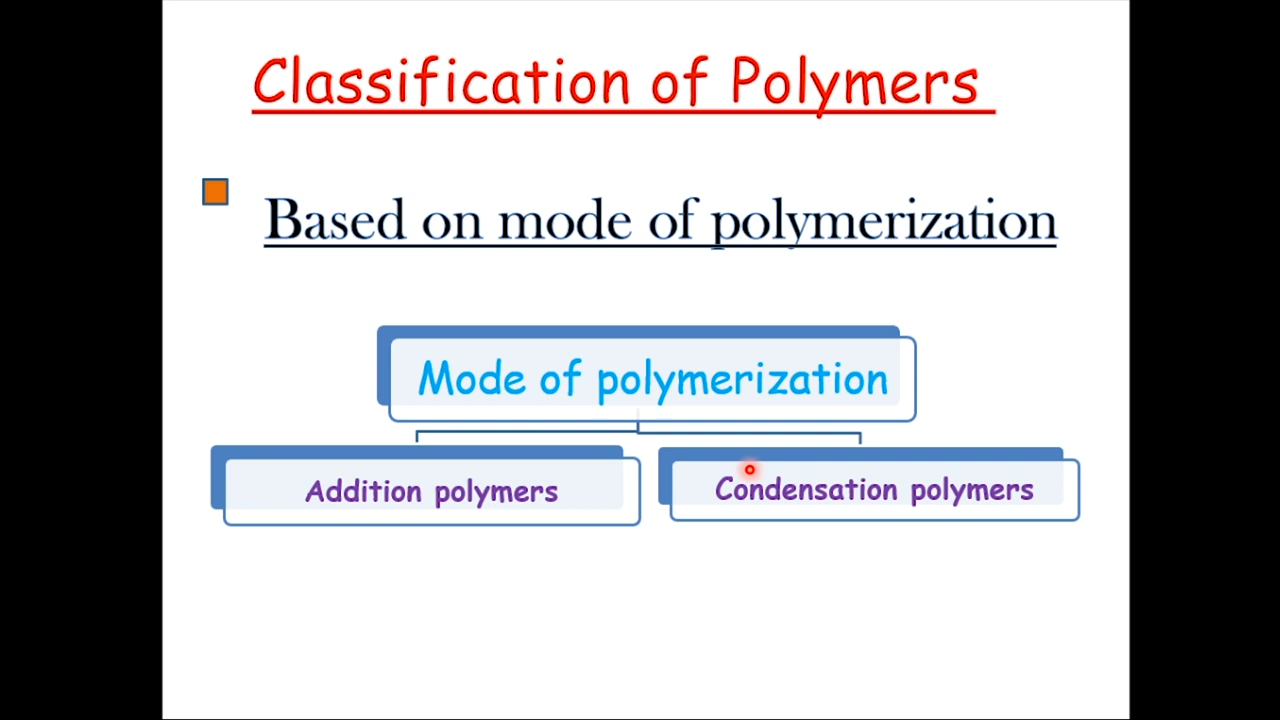 Classification of Polymers
Based on mode of polymerization
Mode of polymerization
Addition polymers
Condensation polymers